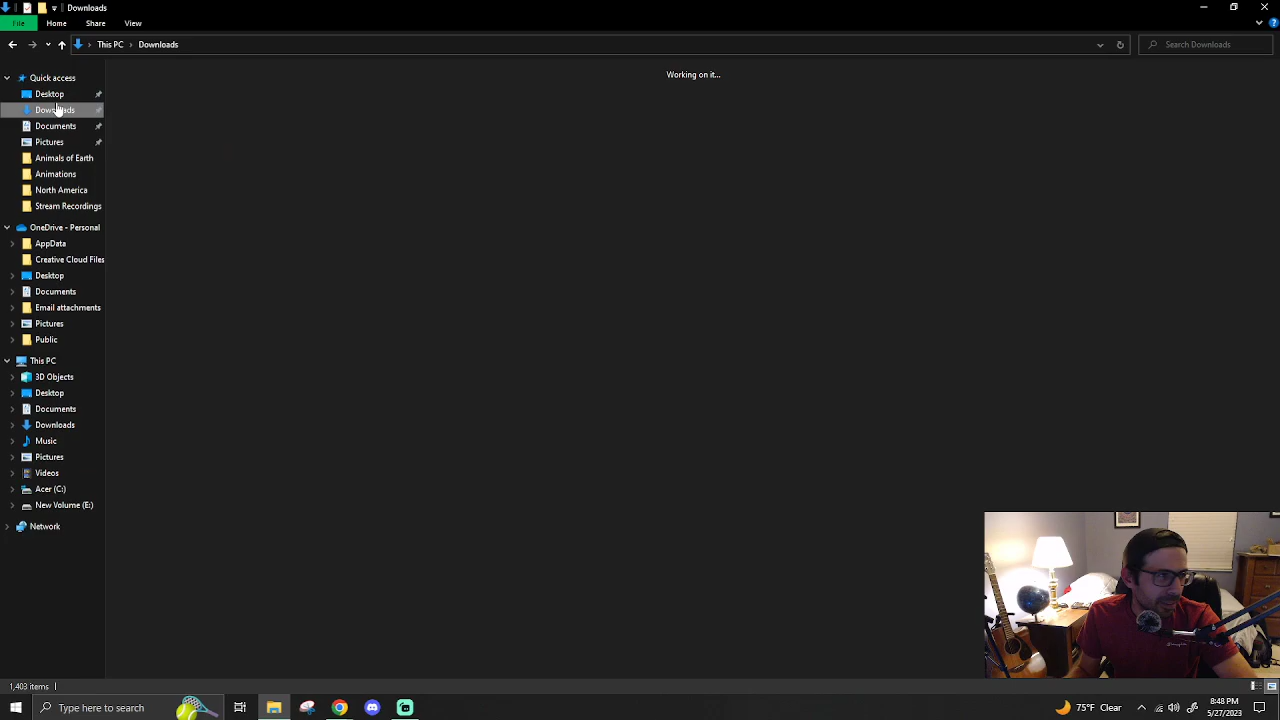 Downloads
File Home Share View
This PC Downloads Search Downloads
Working on it...
Quick access
Desktop
Downloads
Documents
Pictures
Animals of Earth
Animations
North America
Stream Recordings
OneDrive - Personal
AppData
Creative Cloud Files
Desktop
Documents
Email attachments
Pictures
Public
This PC
3D Objects
Desktop
Documents
Downloads
Music
Pictures
Videos
Acer (C:)
New Volume (E:)
Network
1,403 items
Type here to search
75°F Clear
8:48 PM
5/27/2023